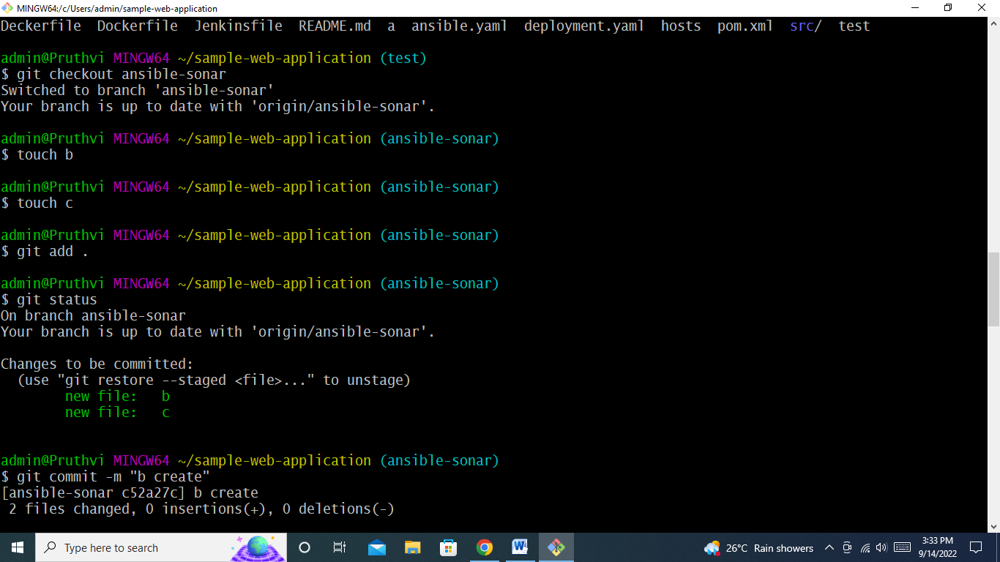 MINGW64:/c/Users/admin/sample-web-application
Deckerfile Dockerfile Jenkinsfile README.md a ansible.yaml deployment.yaml hosts pom.xml src/ test
admin@Pruthvi MINGW64 ~/sample-web-application (test)
$ git checkout ansible-sonar
Switched to branch 'ansible-sonar'
Your branch is up to date with 'origin/ansible-sonar'.
admin@Pruthvi MINGW64 ~/sample-web-application (ansible-sonar)
$ touch b
admin@Pruthvi MINGW64 ~/sample-web-application (ansible-sonar)
$ touch c
admin@Pruthvi MINGW64 ~/sample-web-application (ansible-sonar)
$ git add .
admin@Pruthvi MINGW64 ~/sample-web-application (ansible-sonar)
$ git status
On branch ansible-sonar
Your branch is up to date with 'origin/ansible-sonar'.
Changes to be committed:
(use "git restore --staged <file>..." to unstage)
new file: b
new file: c
admin@Pruthvi MINGW64 ~/sample-web-application (ansible-sonar)
$ git commit -m "b create"
[ansible-sonar c52a27c] b create
2 files changed, 0 insertions(+), 0 deletions(-)
Type here to search
26°C Rain showers
3:33 PM
9/14/2022